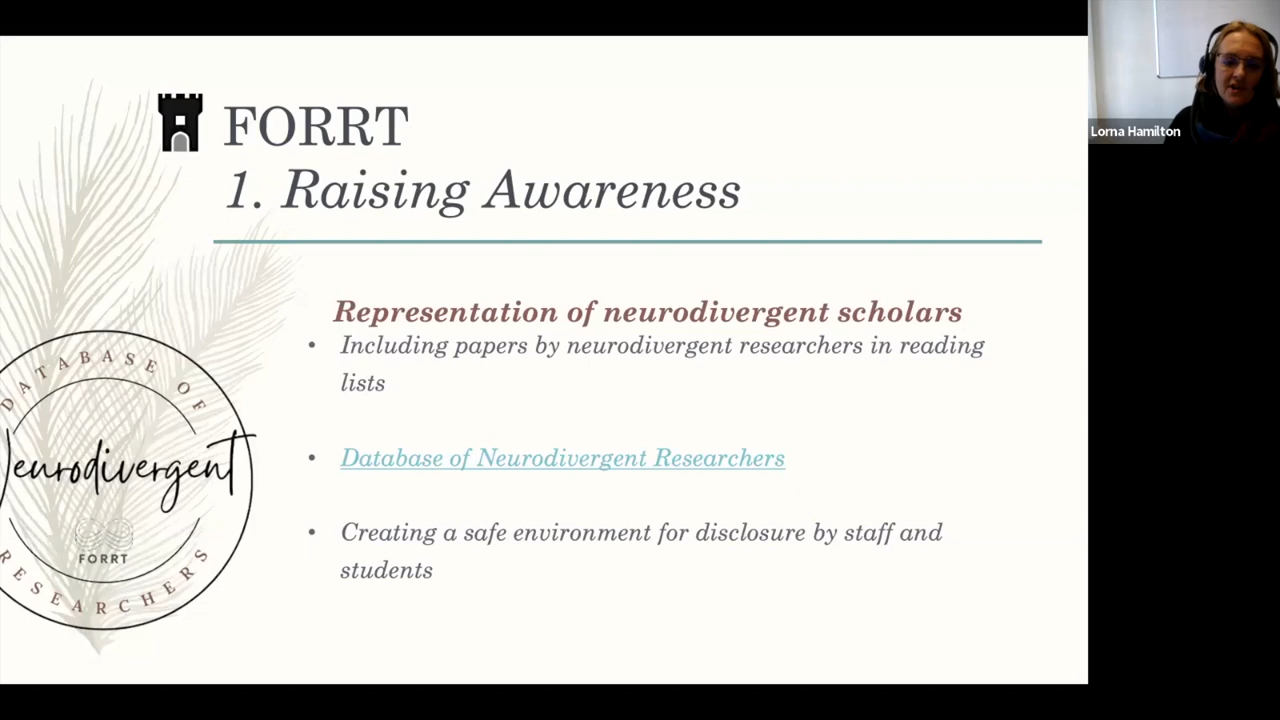 FORRT
1. Raising Awareness
Representation of neurodivergent scholars
• Including papers by neurodivergent researchers in reading
lists
• Database of Neurodivergent Researchers
• Creating a safe environment for disclosure by staff and
students
DATABASE OF
Neurodivergent
FORRT
RESEARCHERS
Lorna Hamilton